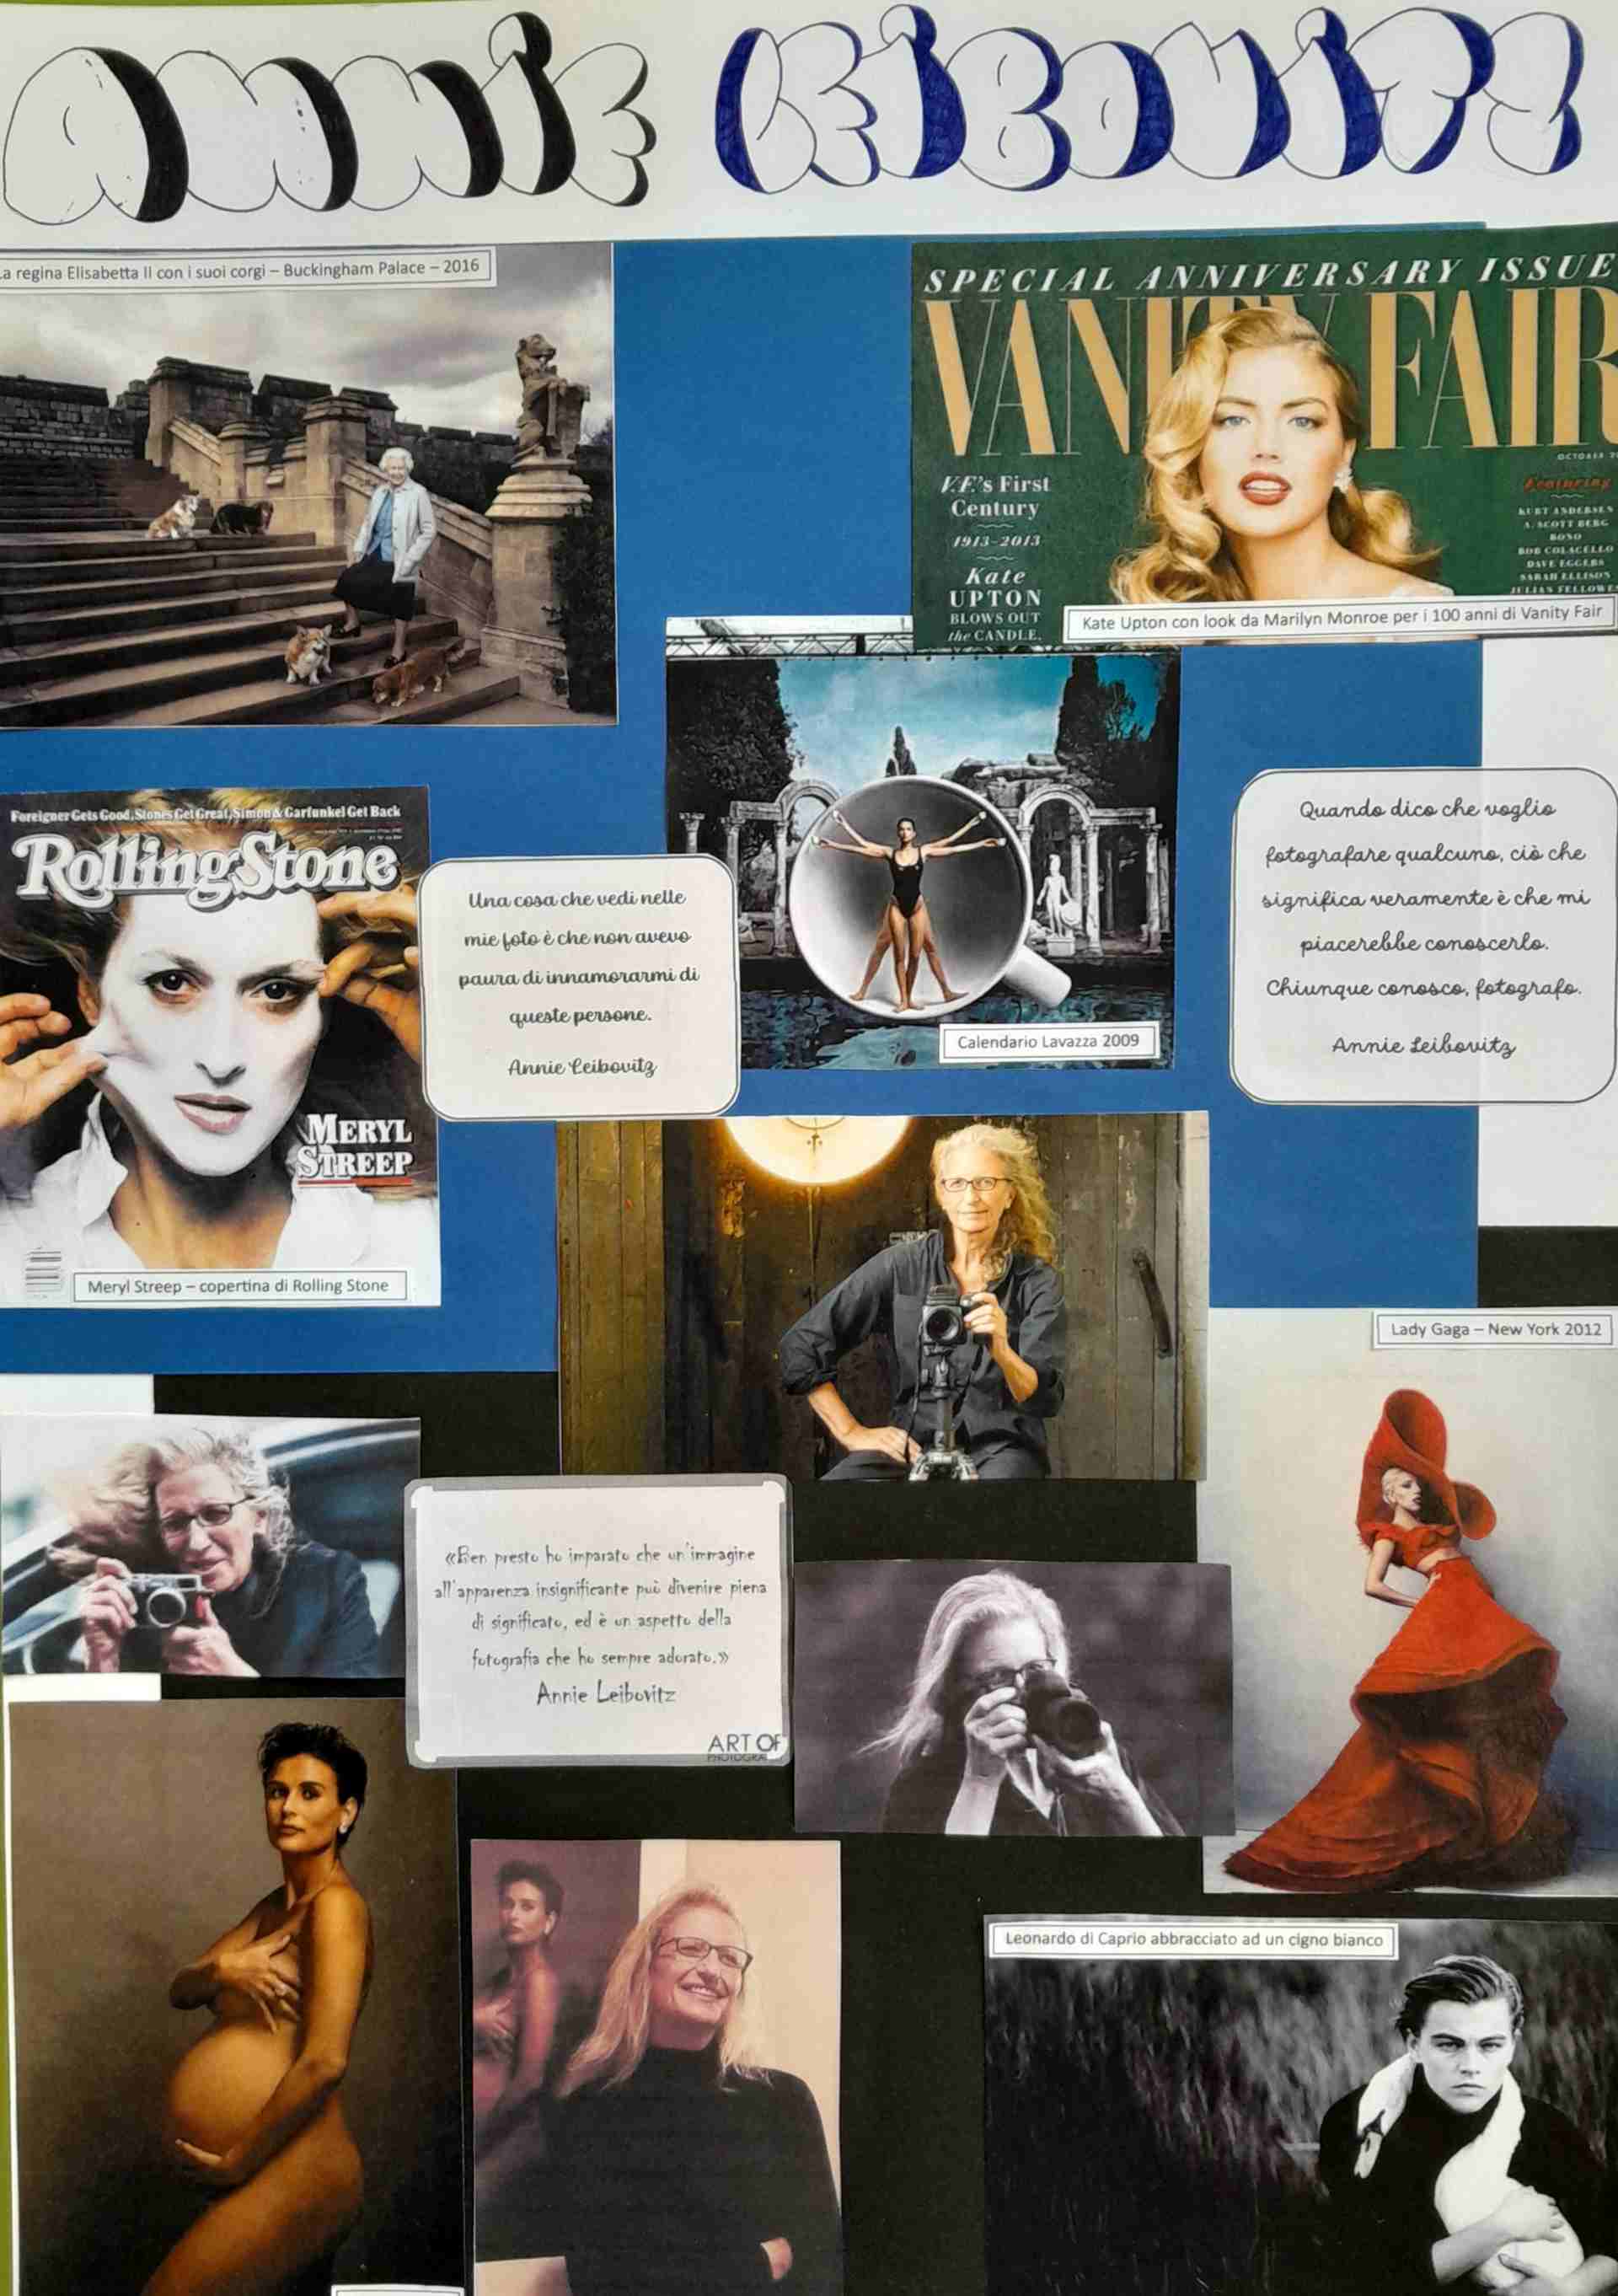 ANNIE LEIBOVITZ
La regina Elisabetta II con i suoi corgi – Buckingham Palace – 2016
SPECIAL ANNIVERSARY ISSUE
VANITY FAIR
V.F.'s First
Century
1913-2013
Kate
UPTON
BLOWS OUT
the CANDLE.
OCTOBER
Featuring
KURT ANDERSEN
A. SCOTT BERG
BONO
BOB COLACELLO
DAVE EGGERS
SARAH ELLISON
JULIAN FELLOWES
Kate Upton con look da Marilyn Monroe per i 100 anni di Vanity Fair
Foreigner Gets Good, Stones Get Great, Simon & Garfunkel Get Back
Rolling Stone
MERYL
STREEP
Meryl Streep – copertina di Rolling Stone
Una cosa che vedi nelle
mie foto è che non avevo
paura di innamorarmi di
queste persone.
Annie Leibovitz
Calendario Lavazza 2009
Quando dico che voglio
fotografare qualcuno, ciò che
significa veramente è che mi
piacerebbe conoscerlo.
Chiunque conosco, fotografo.
Annie Leibovitz
Lady Gaga – New York 2012
«Ben presto ho imparato che un'immagine
all'apparenza insignificante può divenire piena
di significato, ed è un aspetto della
fotografia che ho sempre adorato.»
Annie Leibovitz
ART OF
Leonardo di Caprio abbracciato ad un cigno bianco